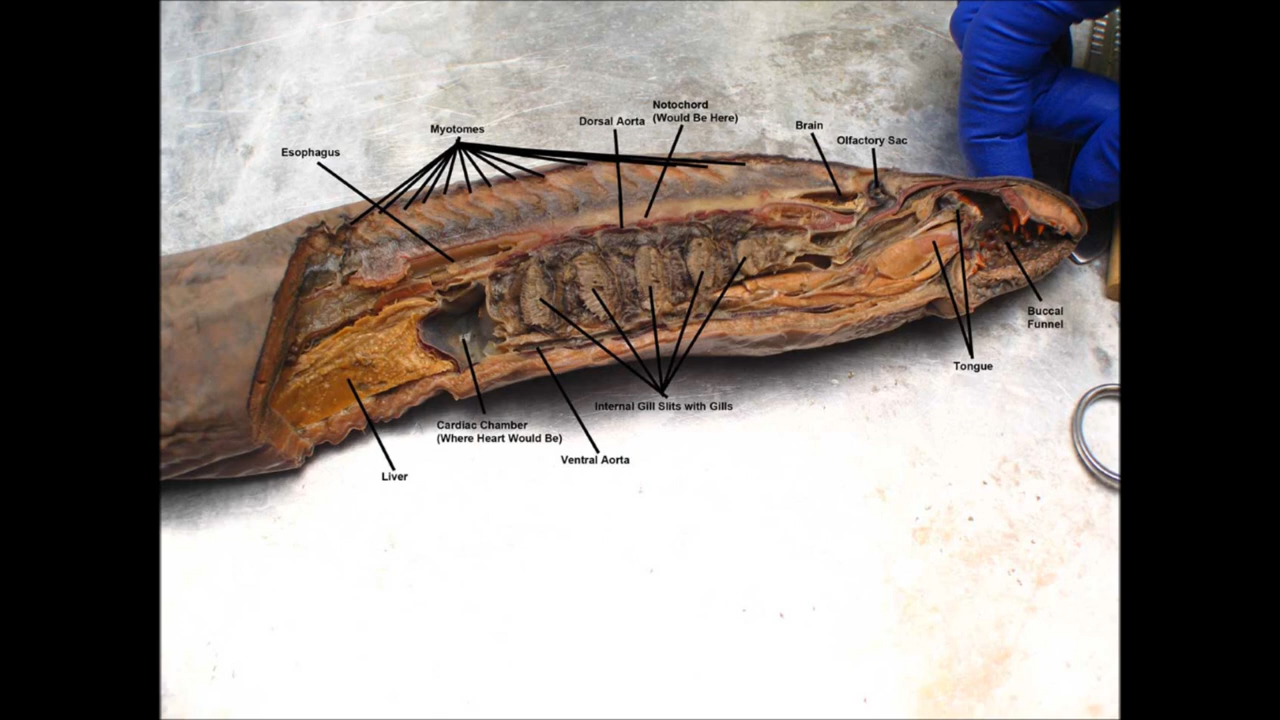 Notochord
(Would Be Here)
Dorsal Aorta
Brain
Myotomes
Olfactory Sac
Esophagus
Buccal
Funnel
Tongue
Internal Gill Slits with Gills
Cardiac Chamber
(Where Heart Would Be)
Ventral Aorta
Liver